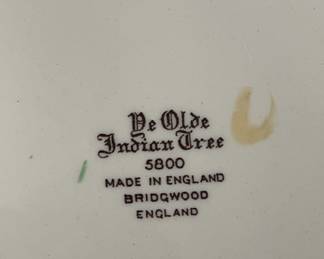 Ye Olde
Indian Tree
5800
MADE IN ENGLAND
BRIDGWOOD
ENGLAND